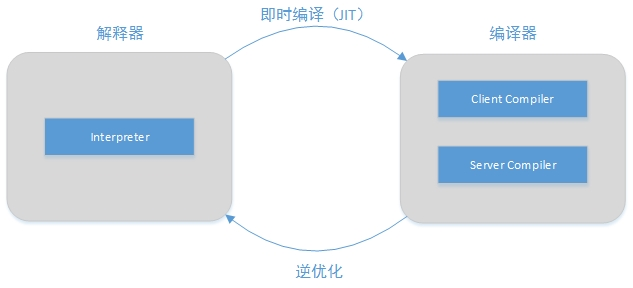 即时编译（JIT）
解释器
编译器
Interpreter
Client Compiler
Server Compiler
逆优化